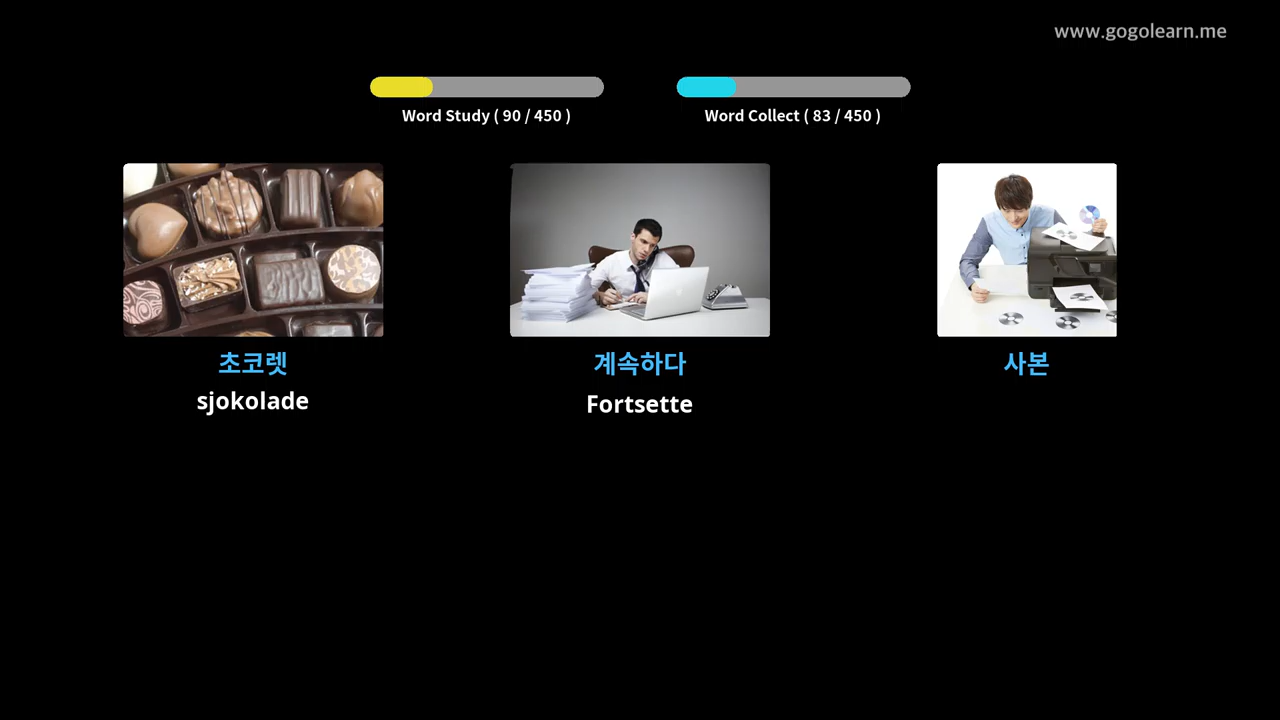 www.gogolearn.me
Word Study ( 90 / 450 )
Word Collect ( 83 / 450 )
초코렛
계속하다
사본
sjokolade
Fortsette